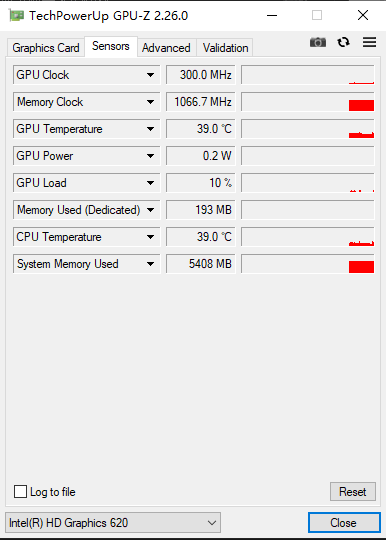 TechPowerUp GPU-Z 2.26.0
Graphics Card Sensors Advanced Validation
GPU Clock 300.0 MHz
Memory Clock 1066.7 MHz
GPU Temperature 39.0 °C
GPU Power 0.2 W
GPU Load 10 %
Memory Used (Dedicated) 193 MB
CPU Temperature 39.0 °C
System Memory Used 5408 MB
Log to file Reset
Intel(R) HD Graphics 620 Close